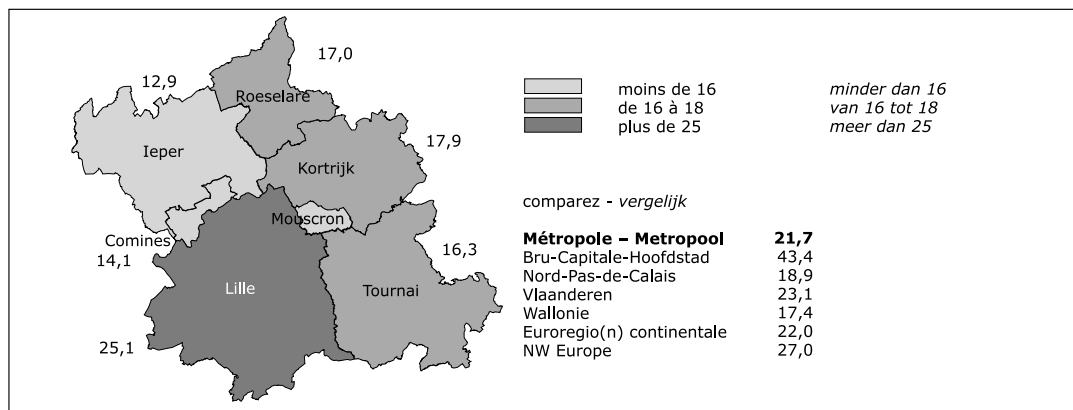 17,0
12,9
Roeselare
Ieper
17,9
Kortrijk
Mouscron
Comines
14,1
16,3
Lille
Tournai
25,1
moins de 16 minder dan 16
de 16 à 18 van 16 tot 18
plus de 25 meer dan 25
comparez - vergelijk
Métropole – Metropool 21,7
Bru-Capitale-Hoofdstad 43,4
Nord-Pas-de-Calais 18,9
Vlaanderen 23,1
Wallonie 17,4
Euroregio(n) continentale 22,0
NW Europe 27,0